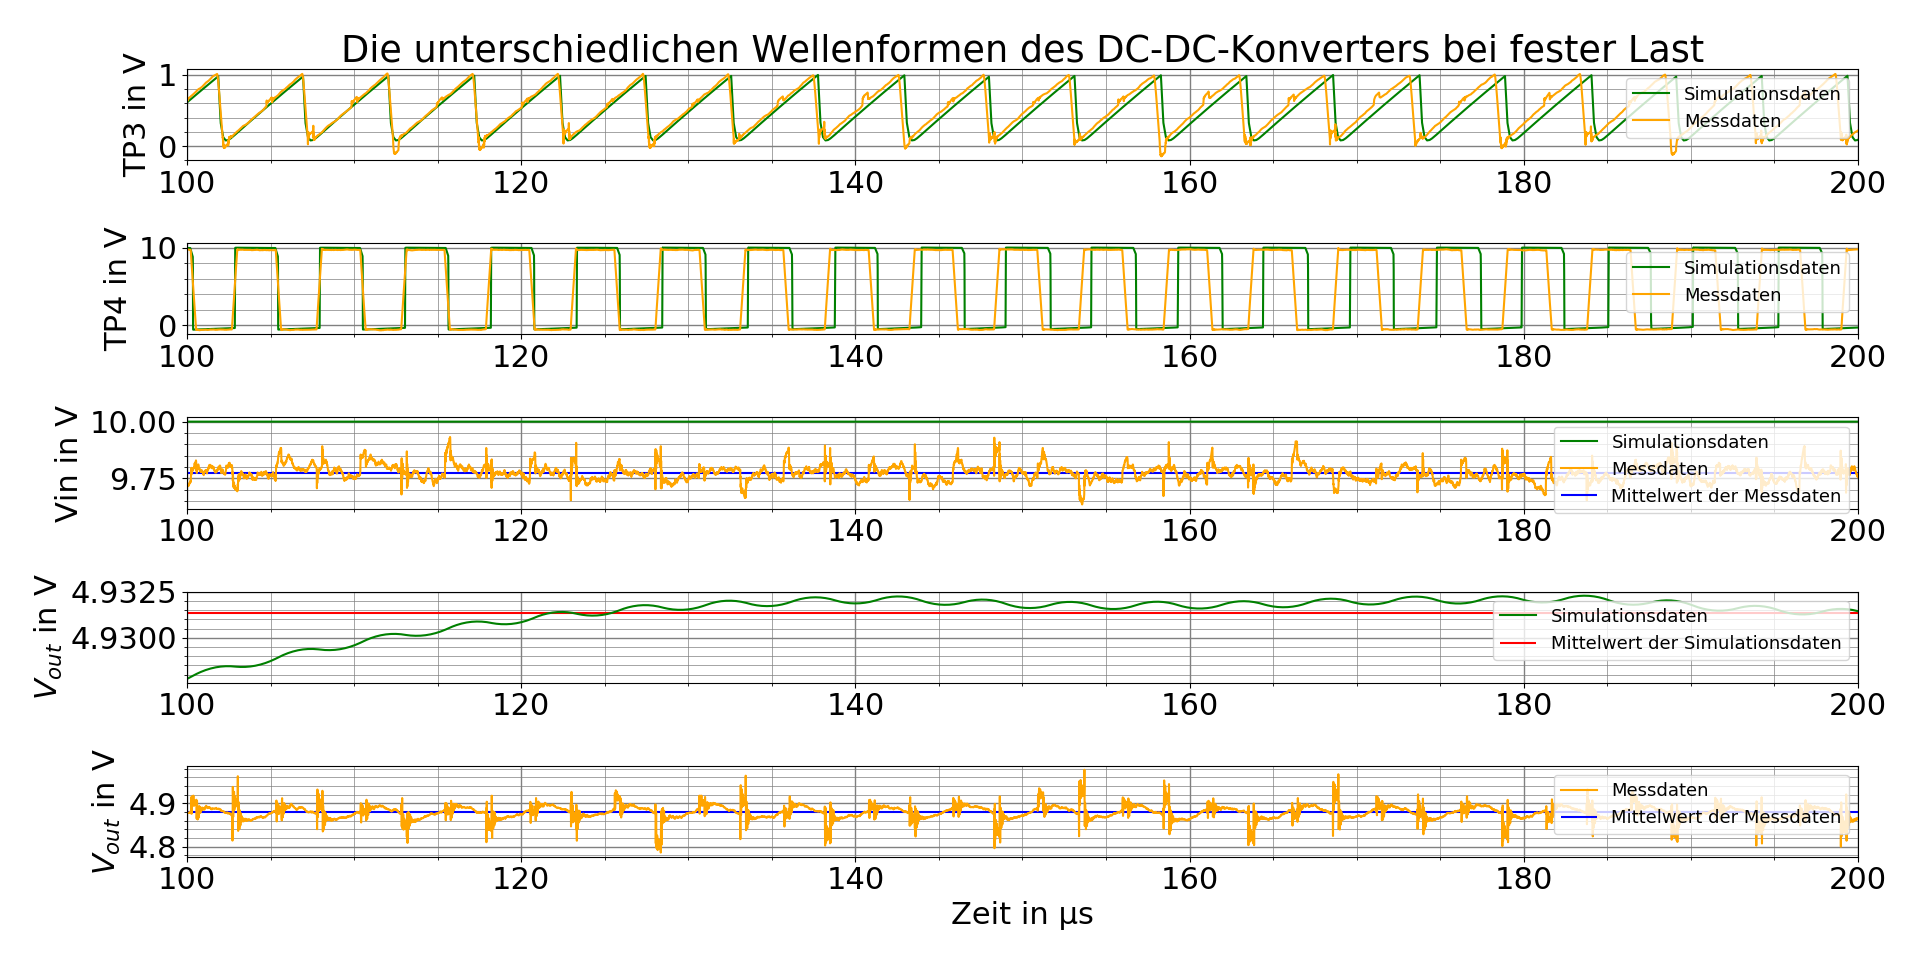 Die unterschiedlichen Wellenformen des DC-DC-Konverters bei fester Last
TP3 in V
1
0
Simulationsdaten
Messdaten
100 120 140 160 180 200
TP4 in V
10
0
Simulationsdaten
Messdaten
100 120 140 160 180 200
Vin in V
10.00
9.75
Simulationsdaten
Messdaten
Mittelwert der Messdaten
100 120 140 160 180 200
Vout in V
4.9325
4.9300
Simulationsdaten
Mittelwert der Simulationsdaten
100 120 140 160 180 200
Vout in V
4.9
4.8
Messdaten
Mittelwert der Messdaten
100 120 140 160 180 200
Zeit in µs